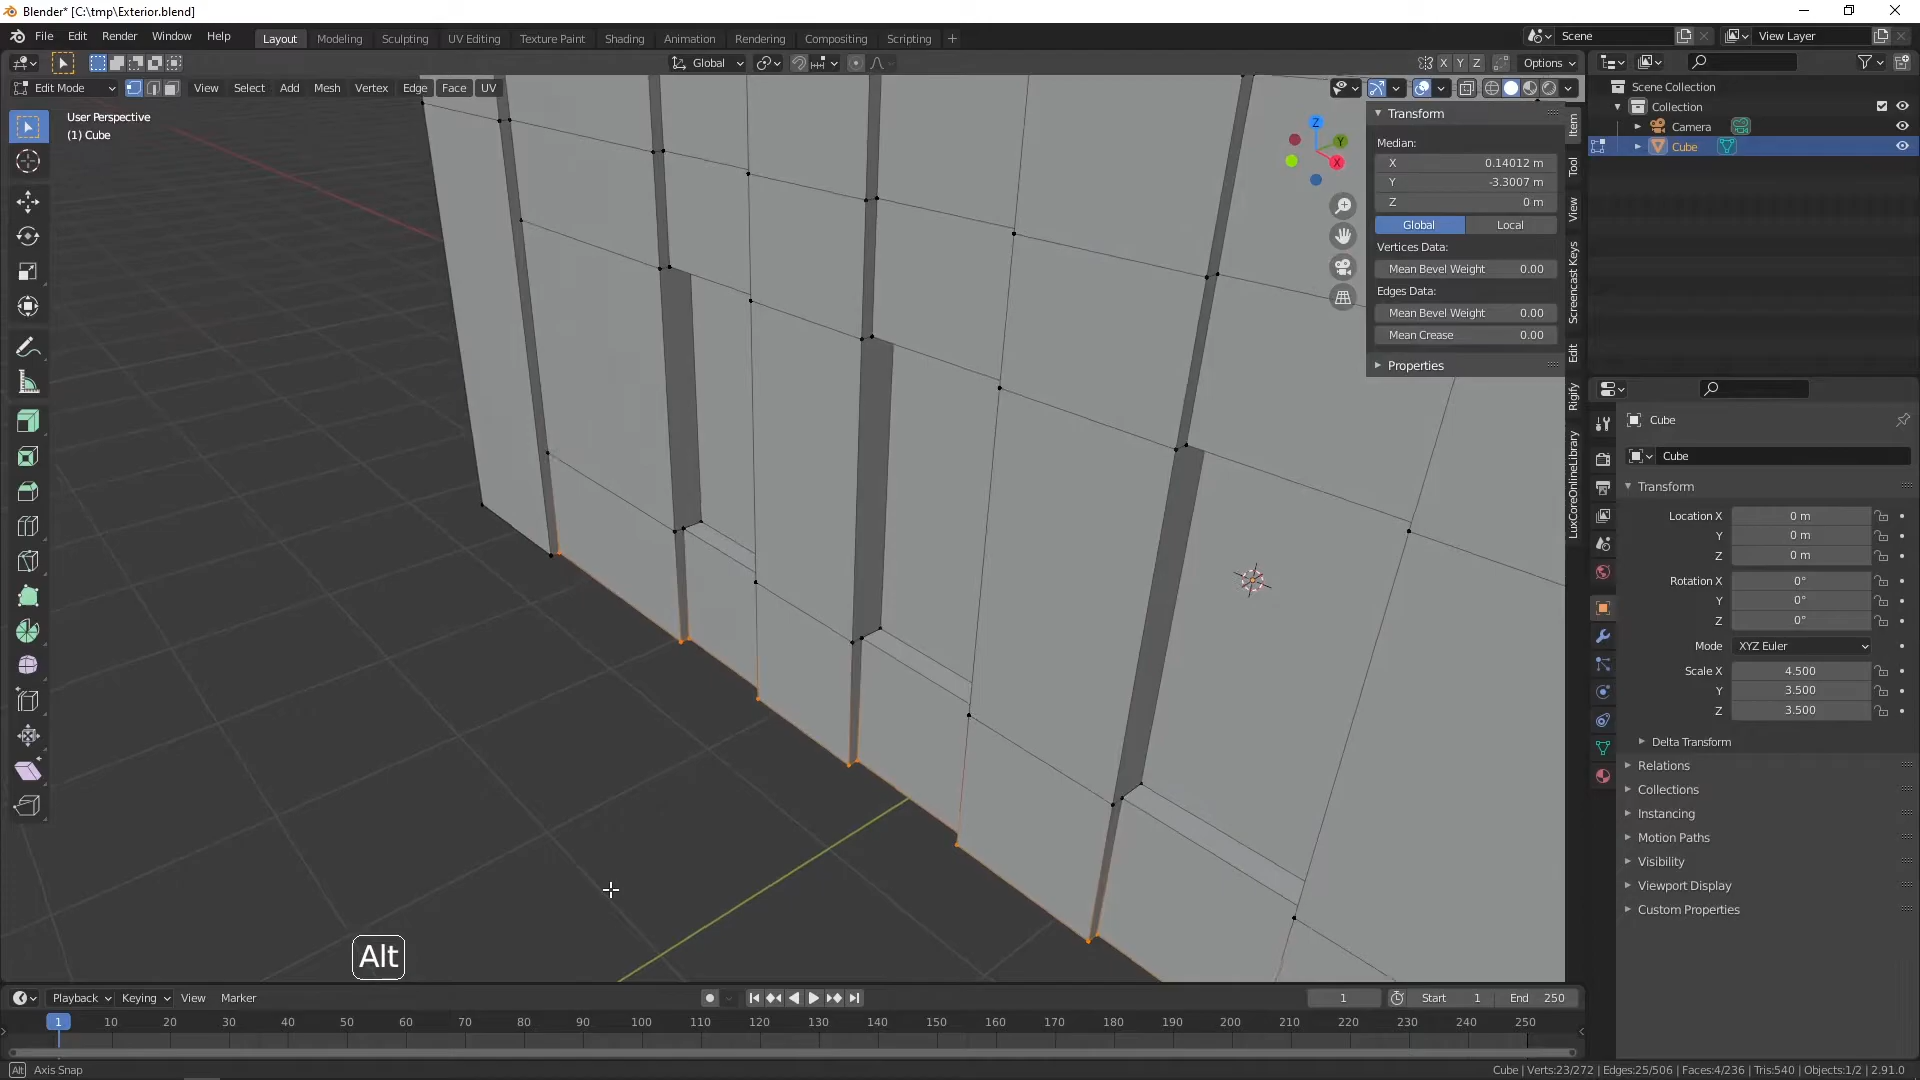 Blender* [C:\tmp\Exterior.blend]
File Edit Render Window Help
Layout Modeling Sculpting UV Editing Texture Paint Shading Animation Rendering Compositing Scripting +
Scene
View Layer
Global
X Y Z
Options
Edit Mode View Select Add Mesh Vertex Edge Face UV
User Perspective
(1) Cube
Z
Y
X
Transform
Median:
X 0.14012 m
Y -3.3007 m
Z 0 m
Global Local
Vertices Data:
Mean Bevel Weight 0.00
Edges Data:
Mean Bevel Weight 0.00
Mean Crease 0.00
Properties
Item
Tool
View
Screencast Keys
Edit
Rigify
LuxCoreOnlineLibrary
Scene Collection
Collection
Camera
Cube
Cube
Cube
Transform
Location X 0 m
Y 0 m
Z 0 m
Rotation X 0°
Y 0°
Z 0°
Mode XYZ Euler
Scale X 4.500
Y 3.500
Z 3.500
Delta Transform
Relations
Collections
Instancing
Motion Paths
Visibility
Viewport Display
Custom Properties
Alt
Playback Keying View Marker
1
Start 1
End 250
1 10 20 30 40 50 60 70 80 90 100 110 120 130 140 150 160 170 180 190 200 210 220 230 240 250
Alt Axis Snap
Cube | Verts:23/272 | Edges:25/506 | Faces:4/236 | Tris:540 | Objects:1/2 | 2.91.0